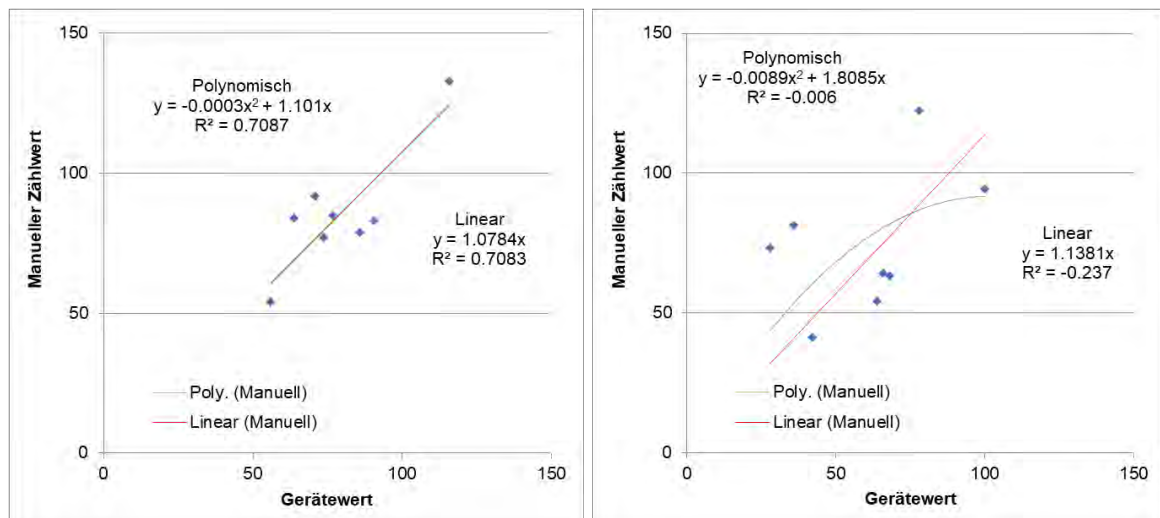 150
Polynomisch
y = -0.0003x² + 1.101x
R² = 0.7087
100
Manueller Zählwert
Linear
y = 1.0784x
R² = 0.7083
50
Poly. (Manuell)
Linear (Manuell)
0
0 50 100 150
Gerätewert
150
Polynomisch
y = -0.0089x² + 1.8085x
R² = -0.006
100
Manueller Zählwert
Linear
y = 1.1381x
R² = -0.237
50
Poly. (Manuell)
Linear (Manuell)
0
0 50 100 150
Gerätewert